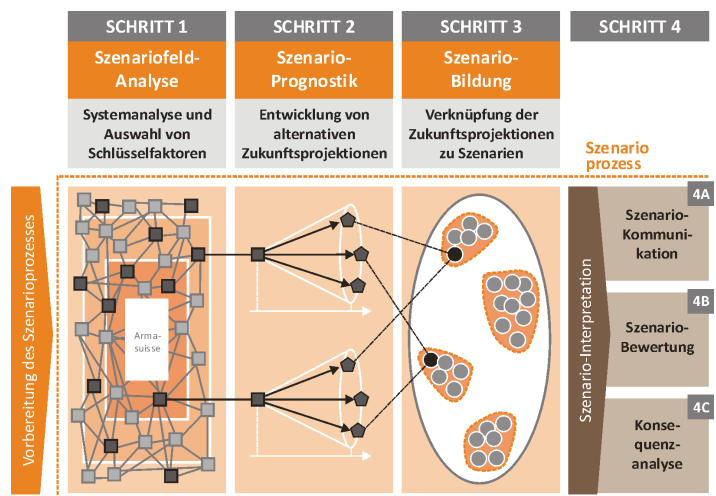 SCHRITT 1
Szenariofeld-
Analyse
Systemanalyse und
Auswahl von
Schlüsselfaktoren
SCHRITT 2
Szenario-
Prognostik
Entwicklung von
alternativen
Zukunftsprojektionen
SCHRITT 3
Szenario-
Bildung
Verknüpfung der
Zukunftsprojektionen
zu Szenarien
SCHRITT 4
Szenario
prozess
Vorbereitung des Szenarioprozesses
Arma-
suisse
Szenario-Interpretation
4A
Szenario-
Kommuni-
kation
4B
Szenario-
Bewertung
4C
Konse-
quenz-
analyse